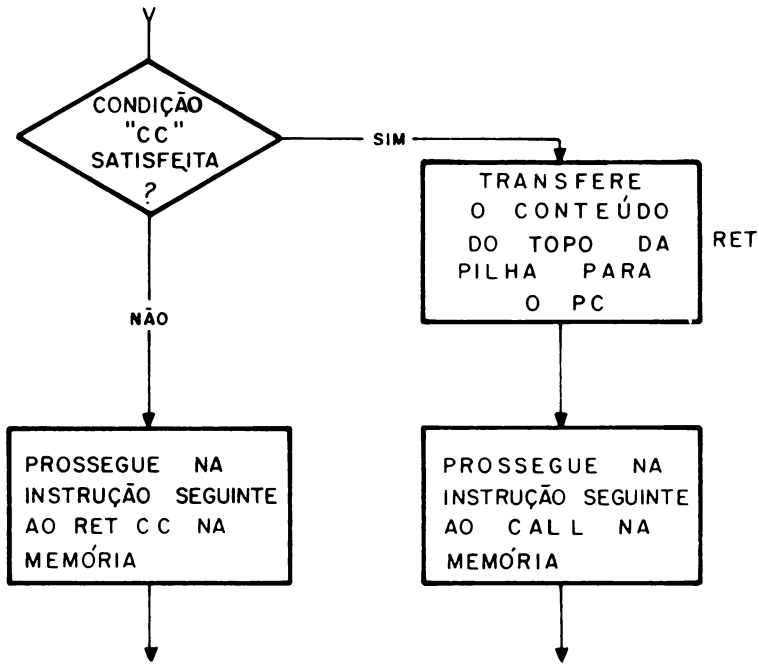 CONDIÇÃO
"CC"
SATISFEITA
?
SIM
TRANSFERE
O CONTEÚDO
DO TOPO DA
PILHA PARA
O PC
RET
NÃO
PROSSEGUE NA
INSTRUÇÃO SEGUINTE
AO RET CC NA
MEMÓRIA
PROSSEGUE NA
INSTRUÇÃO SEGUINTE
AO CALL NA
MEMÓRIA